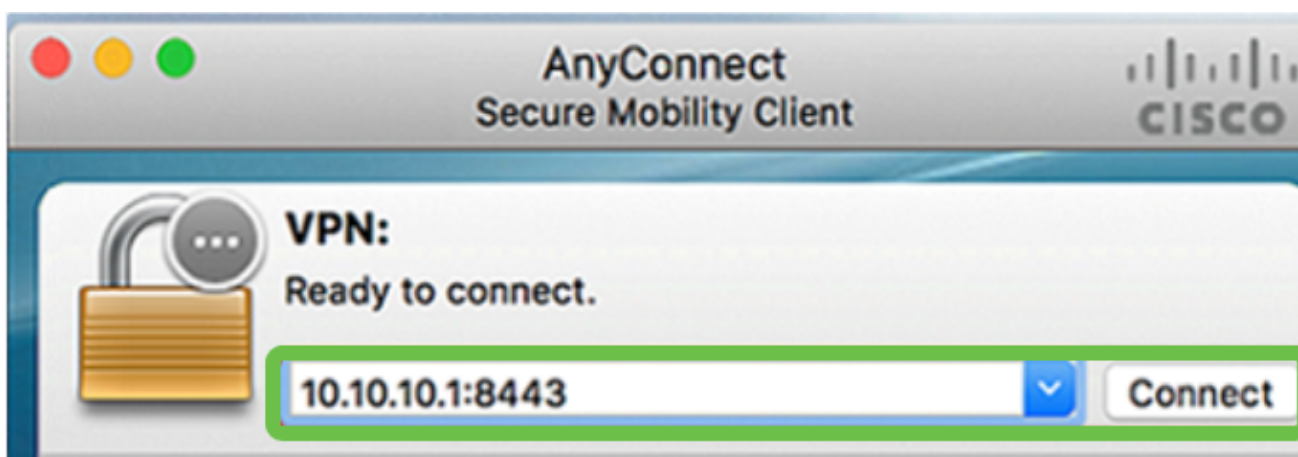 AnyConnect
Secure Mobility Client
CISCO
VPN:
Ready to connect.
10.10.10.1:8443
Connect